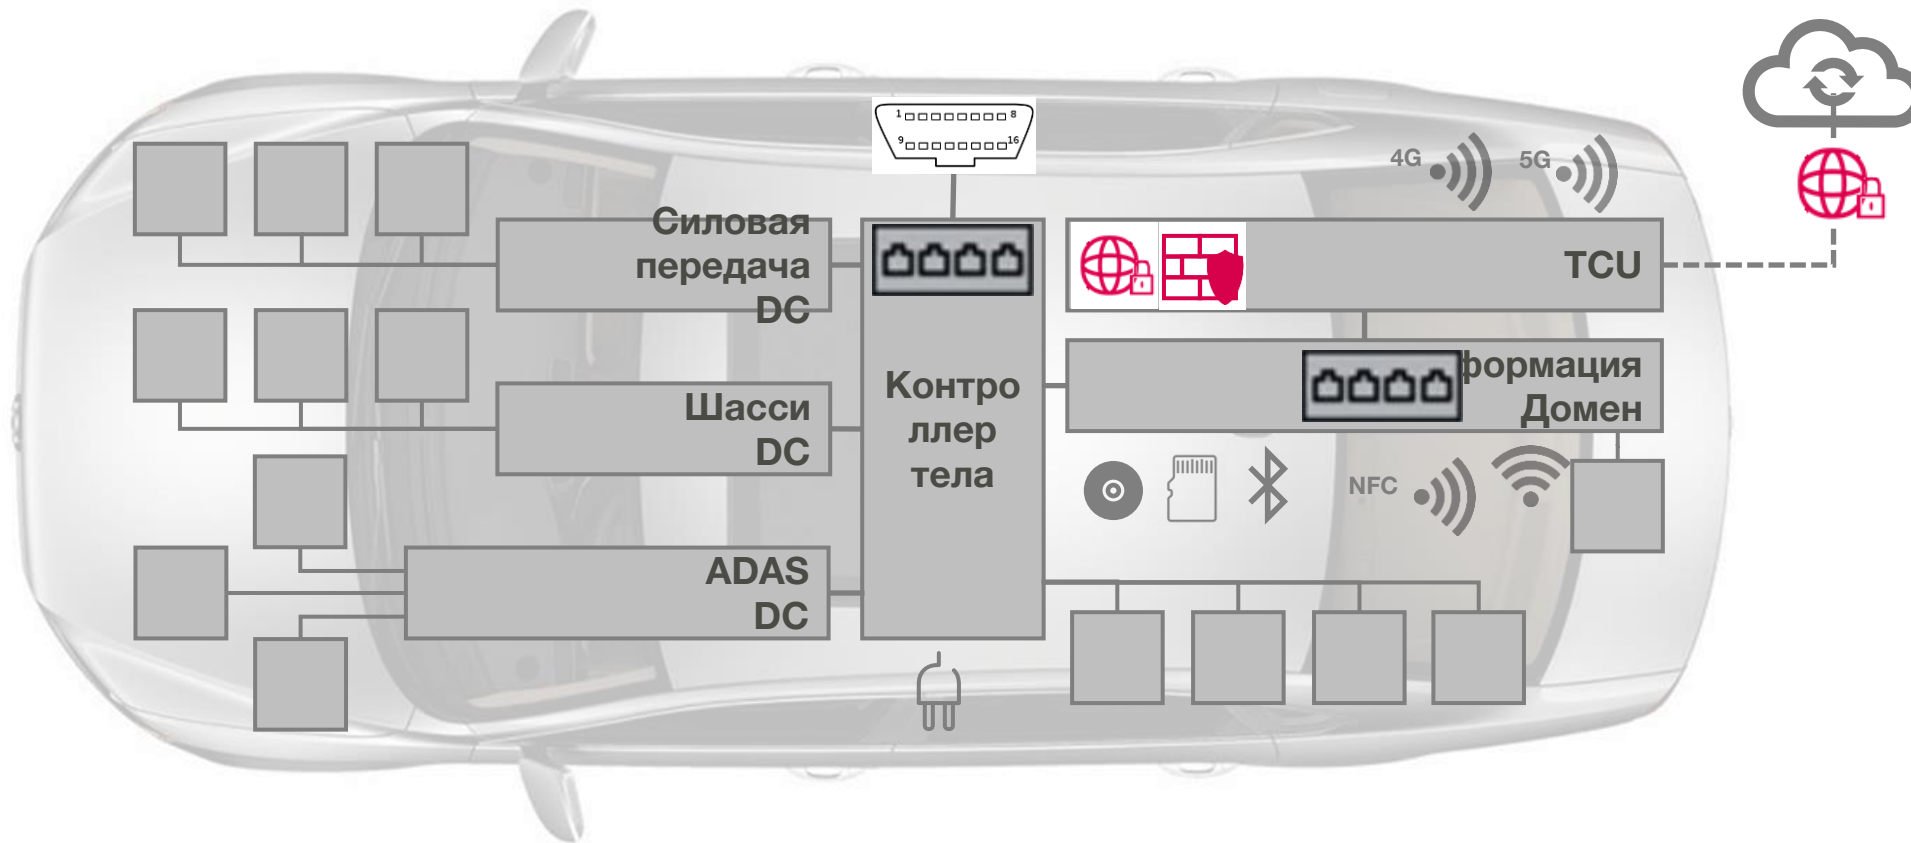 1 8
9 16
4G
5G
Силовая
передача
DC
TCU
Контро
ллер
тела
формация
Домен
Шасси
DC
NFC
ADAS
DC